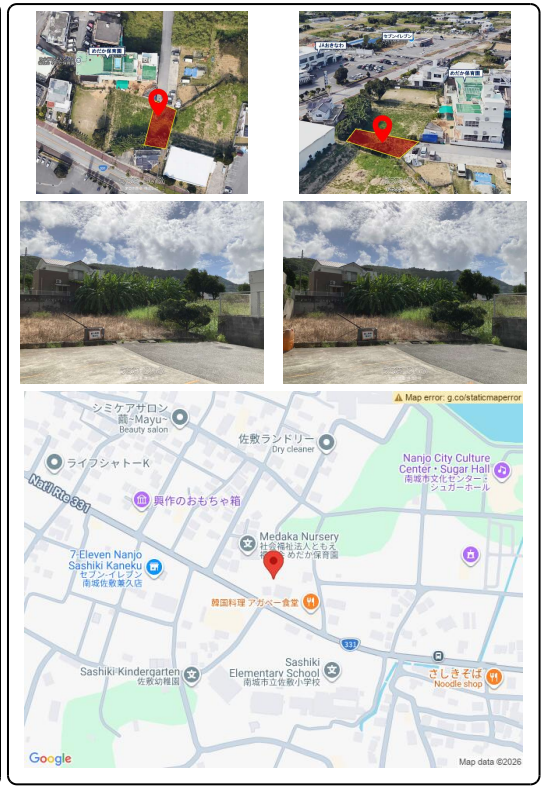 めだか保育園
JAおきなわ
セブンイレブン
めだか保育園
Map error: g.co/staticmaperror
シミケアサロン
繭~Mayu~
Beauty salon
佐敷ランドリー
Dry cleaner
ライフシャトーK
Nanjo City Culture
Center・Sugar Hall
南城市文化センター・
シュガーホール
Nat'l Rte 331
興作のおもちゃ箱
Medaka Nursery
社会福祉法人ともえ
めだか保育園
7-Eleven Nanjo
Sashiki Kaneku
セブン-イレブン
南城佐敷兼久店
韓国料理 アガペー食堂
331
Sashiki Kindergarten
佐敷幼稚園
Sashiki
Elementary School
南城市立佐敷小学校
さしきそば
Noodle shop
Google
Map data ©2026